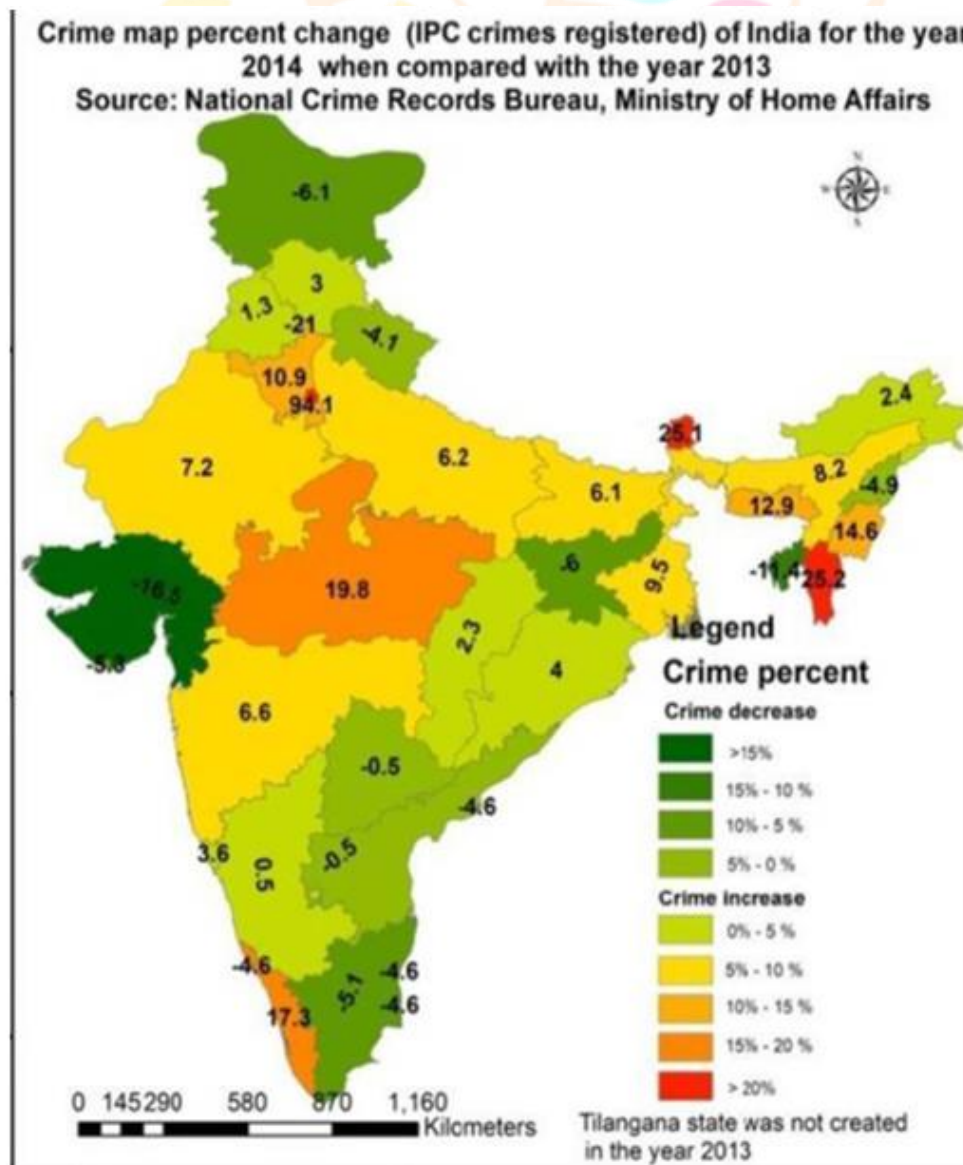 Crime map percent change (IPC crimes registered) of India for the year
2014 when compared with the year 2013
Source: National Crime Records Bureau, Ministry of Home Affairs
N
W E
S
-6.1
3
1.3
-21
-4.1
10.9
94.1
2.4
25.1
7.2
6.2
8.2
-4.9
6.1
12.9
14.6
-16.5
19.8
-6
9.5
-11.4
25.2
2.3
-5.8
4
6.6
-0.5
-4.6
3.6
0.5
-0.5
-4.6
-5.1
-4.6
17.3
-4.6
Legend
Crime percent
Crime decrease
>15%
15% - 10 %
10% - 5 %
5% - 0 %
Crime increase
0% - 5 %
5% - 10 %
10% - 15 %
15% - 20 %
> 20%
0 145 290 580 870 1,160
Kilometers
Tilangana state was not created
in the year 2013